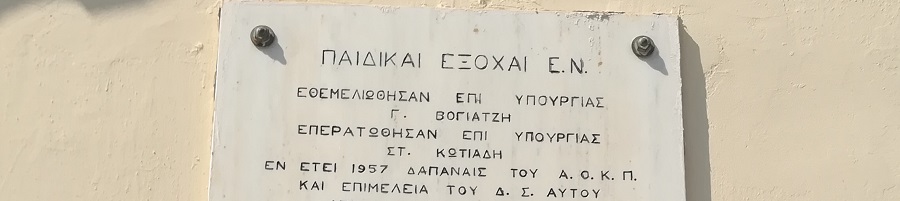 ΠΑΙΔΙΚΑΙ ΕΞΟΧΑΙ Ε.Ν.
ΕΘΕΜΕΛΙΩΘΗΣΑΝ ΕΠΙ ΥΠΟΥΡΓΙΑΣ
Γ. ΒΟΓΙΑΤΖΗ
ΕΠΕΡΑΤΩΘΗΣΑΝ ΕΠΙ ΥΠΟΥΡΓΙΑΣ
ΣΤ. ΚΩΤΙΑΔΗ
ΕΝ ΕΤΕΙ 1957 ΔΑΠΑΝΑΙΣ ΤΟΥ Α.Ο.Κ.Π.
ΚΑΙ ΕΠΙΜΕΛΕΙΑ ΤΟΥ Δ.Σ. ΑΥΤΟΥ